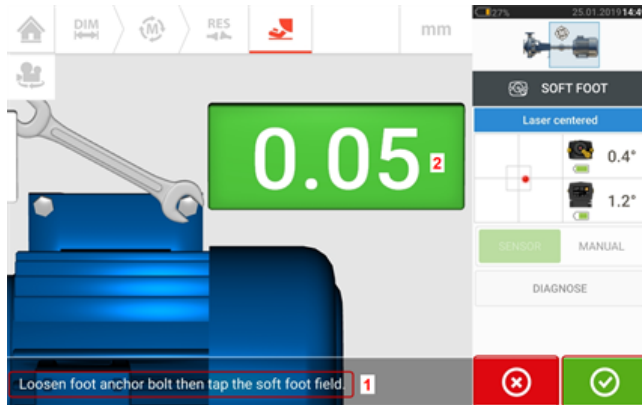 DIM
M
RES
mm
27%
25.01.2019 14:4
SOFT FOOT
Laser centered
0.05
2
0.4°
1.2°
SENSOR
MANUAL
DIAGNOSE
Loosen foot anchor bolt then tap the soft foot field.
1